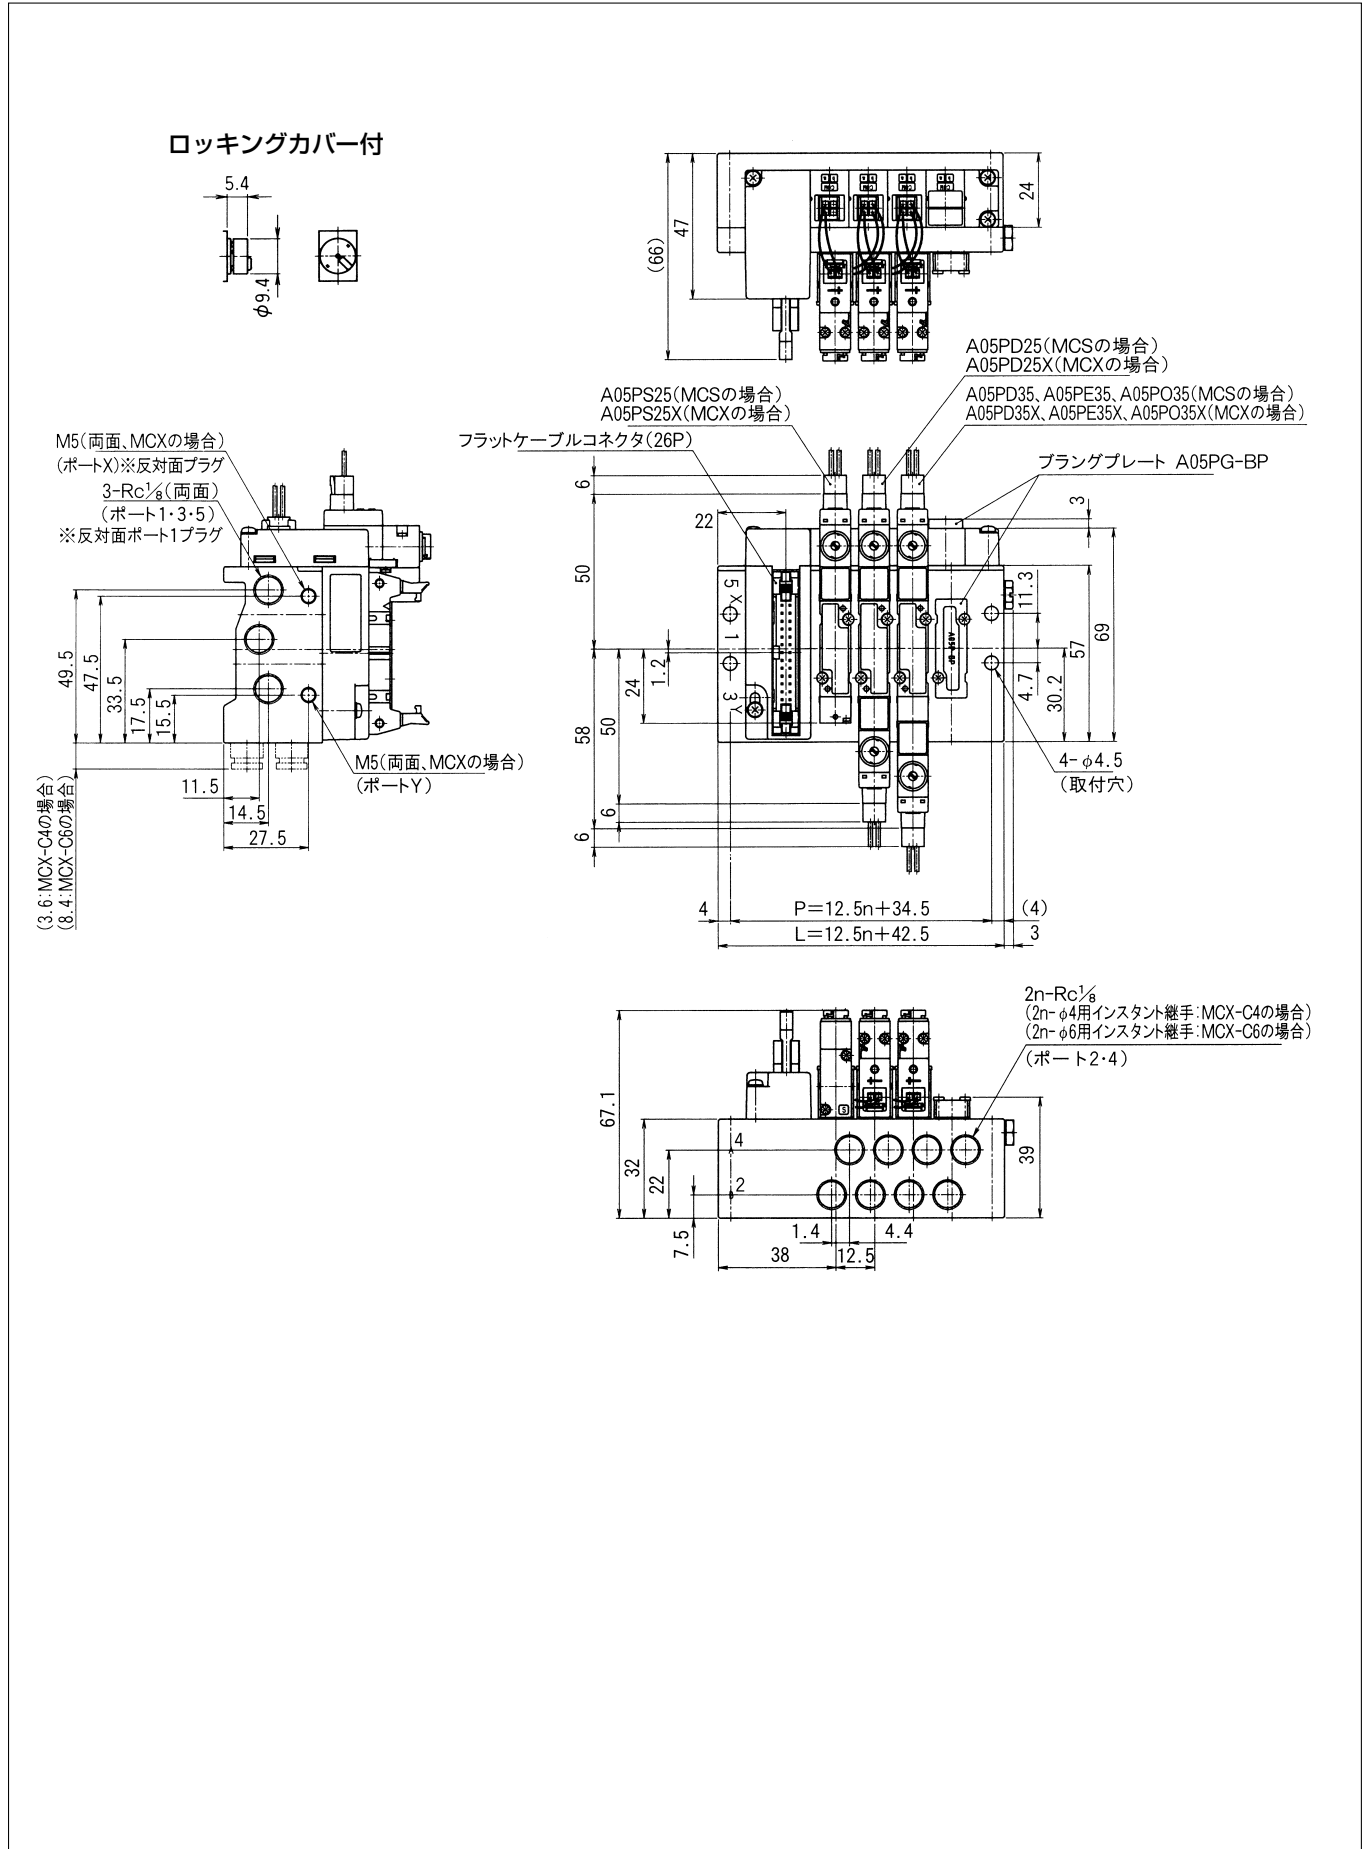 ロッキングカバー付
5.4
φ9.4
(66)
47
24
A05PD25(MCSの場合)
A05PD25X(MCXの場合)
A05PS25(MCSの場合)
A05PS25X(MCXの場合)
A05PD35、A05PE35、A05PO35(MCSの場合)
A05PD35X、A05PE35X、A05PO35X(MCXの場合)
フラットケーブルコネクタ(26P)
ブランクプレート A05PG-BP
M5(両面、MCXの場合)
(ポートX)※反対面プラグ
3-Rc1/8(両面)
(ポート1・3・5)
※反対面ポート1プラグ
49.5
47.5
33.5
17.5
15.5
11.5
14.5
27.5
(3.6:MCX-C4の場合)
(8.4:MCX-C6の場合)
M5(両面、MCXの場合)
(ポートY)
6
22
50
1.2
24
58
50
6
6
5 X
1
3 Y
A05P-BP
3
11.3
4.7
30.2
57
69
4-φ4.5
(取付穴)
4
P=12.5n+34.5
(4)
L=12.5n+42.5
3
2n-Rc1/8
(2n-φ4用インスタント継手:MCX-C4の場合)
(2n-φ6用インスタント継手:MCX-C6の場合)
(ポート2・4)
67.1
32
22
7.5
4
2
S
39
1.4
4.4
38
12.5